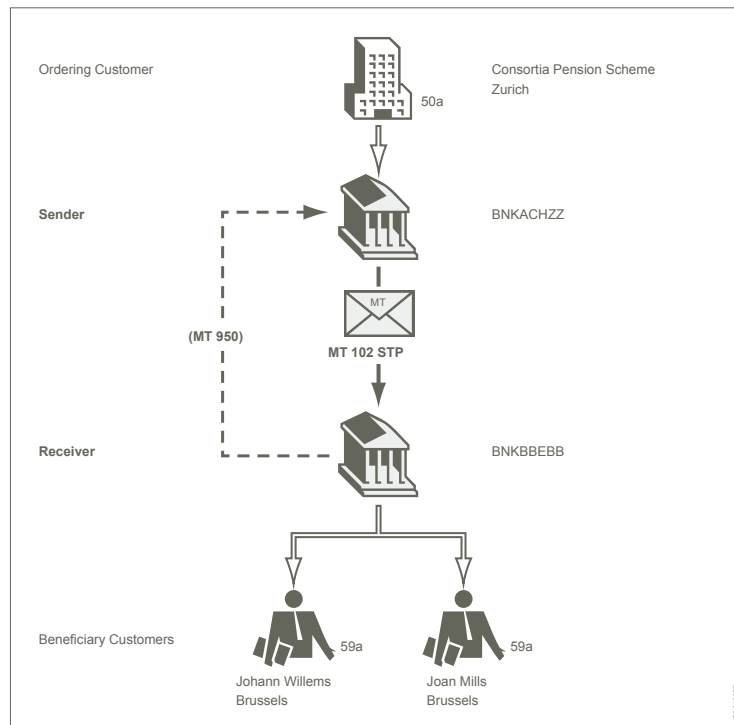 Ordering Customer
50a
Consortia Pension Scheme
Zurich
Sender
BNKACHZZ
MT
(MT 950)
MT 102 STP
Receiver
BNKBBEBB
Beneficiary Customers
59a
59a
Johann Willems
Brussels
Joan Mills
Brussels